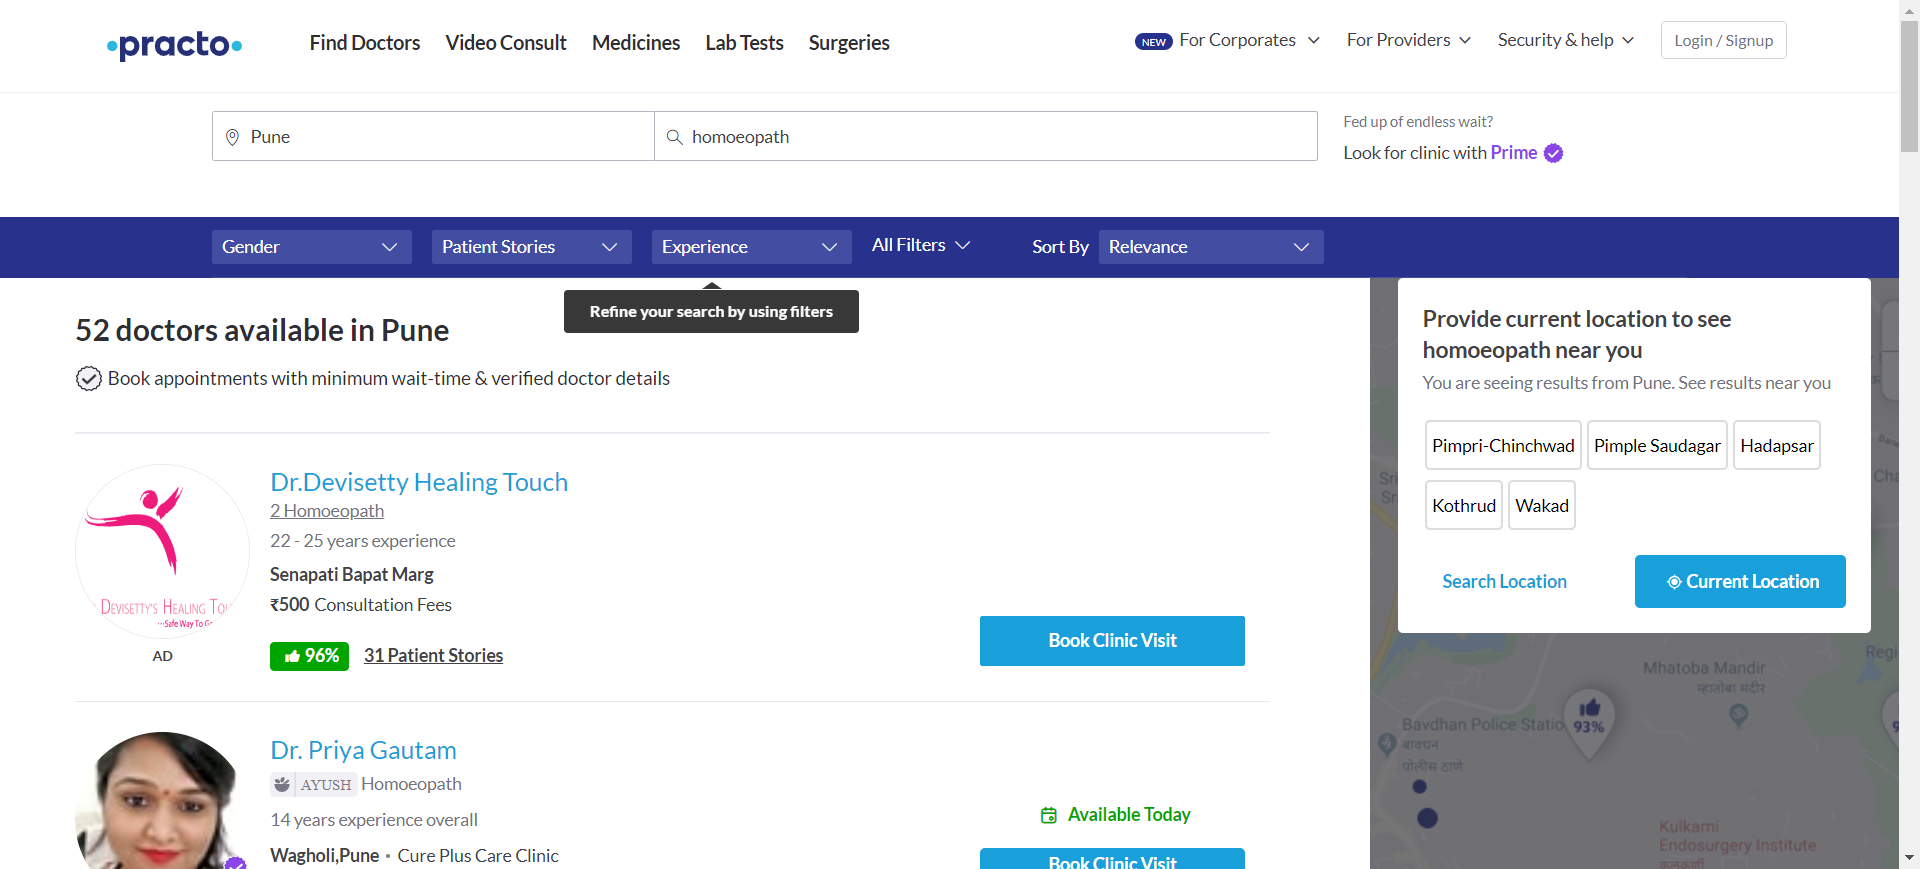 practo
Find Doctors
Video Consult
Medicines
Lab Tests
Surgeries
NEW For Corporates
For Providers
Security & help
Login / Signup
Pune
homoeopath
Fed up of endless wait?
Look for clinic with Prime
Gender
Patient Stories
Experience
All Filters
Sort By
Relevance
Refine your search by using filters
52 doctors available in Pune
Book appointments with minimum wait-time & verified doctor details
Dr.Devisetty Healing Touch
2 Homoeopath
22 - 25 years experience
Senapati Bapat Marg
₹500 Consultation Fees
DEVISETTY'S HEALING TOU
...Safe Way To G
AD
96%
31 Patient Stories
Book Clinic Visit
Dr. Priya Gautam
AYUSH Homoeopath
14 years experience overall
Wagholi,Pune • Cure Plus Care Clinic
Available Today
Book Clinic Visit
Provide current location to see
homoeopath near you
You are seeing results from Pune. See results near you
Pimpri-Chinchwad
Pimple Saudagar
Hadapsar
Kothrud
Wakad
Search Location
Current Location
Mhatoba Mandir
म्हातोबा मंदीर
93%
Bavdhan Police Statio
बावधन
पोलीस ठाणे
Kulkarni
Endosurgery Institute
कुलकर्णी